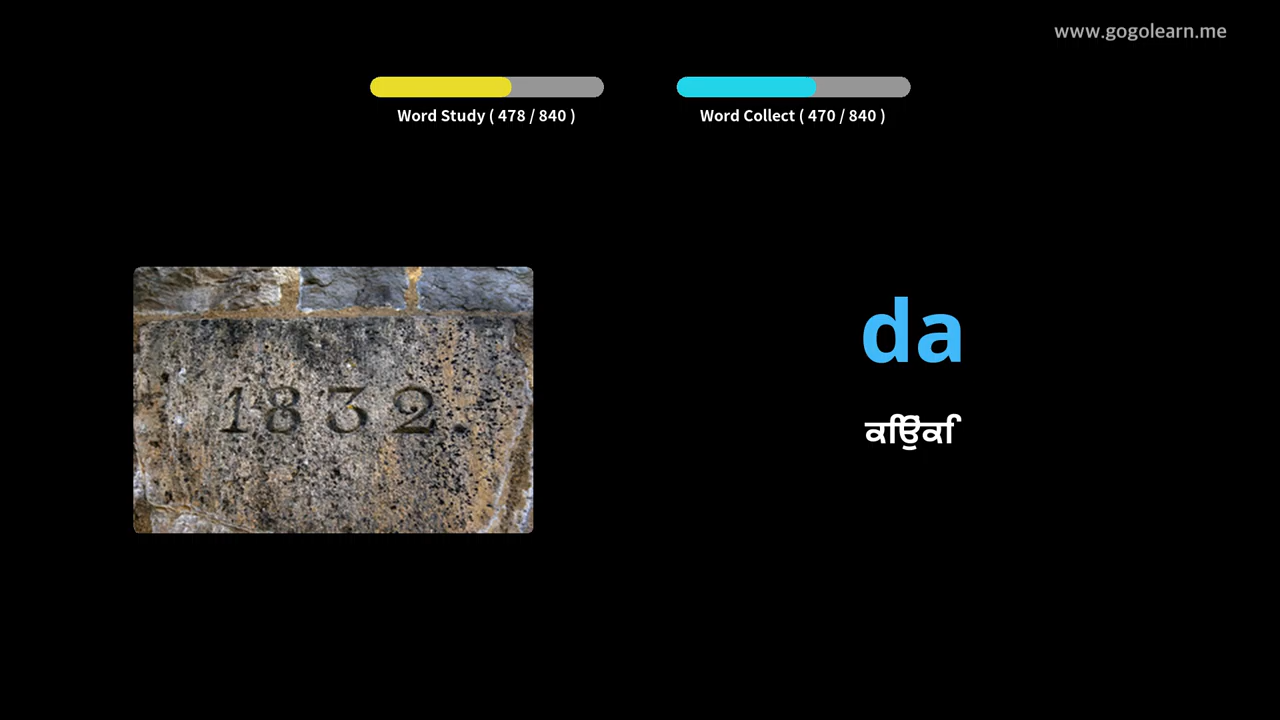 www.gogolearn.me
Word Study ( 478 / 840 )
Word Collect ( 470 / 840 )
1832.
da
ਕਉਿਂਕ